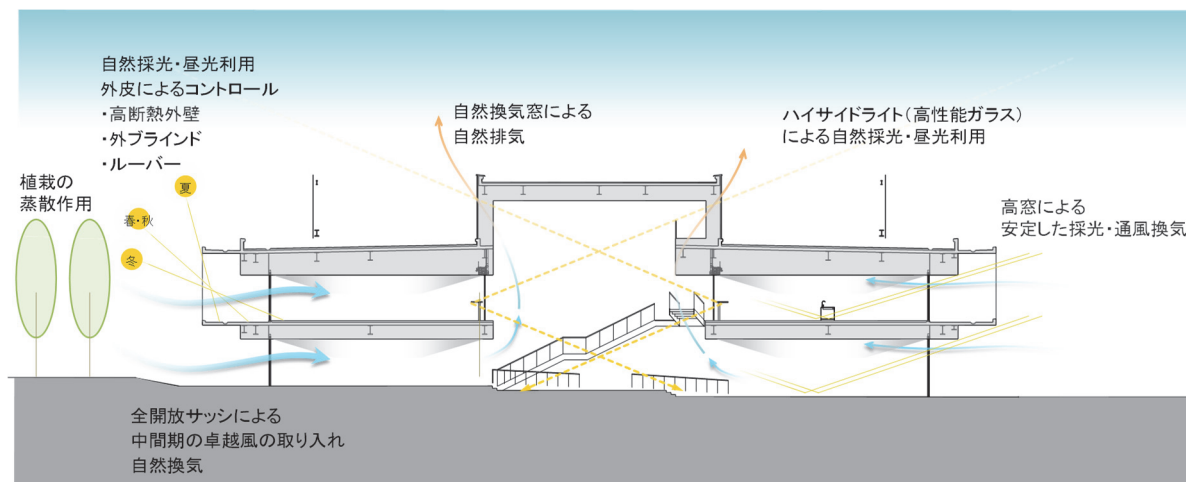 自然採光・昼光利用
外皮によるコントロール
・高断熱外壁
・外ブラインド
・ルーバー
自然換気窓による
自然排気
ハイサイドライト(高性能ガラス)
による自然採光・昼光利用
植栽の
蒸散作用
夏
春・秋
冬
高窓による
安定した採光・通風換気
全開放サッシによる
中間期の卓越風の取り入れ
自然換気